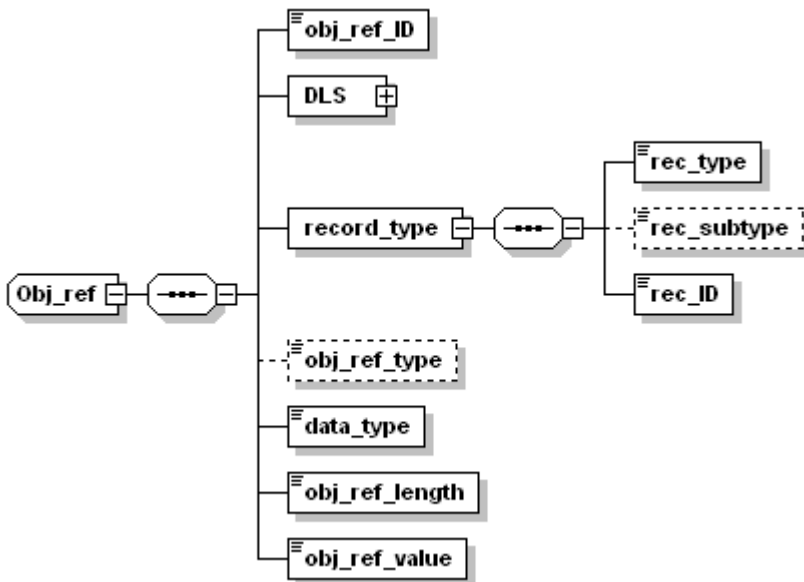 obj_ref_ID
DLS
rec_type
record_type
rec_subtype
Obj_ref
rec_ID
obj_ref_type
data_type
obj_ref_length
obj_ref_value